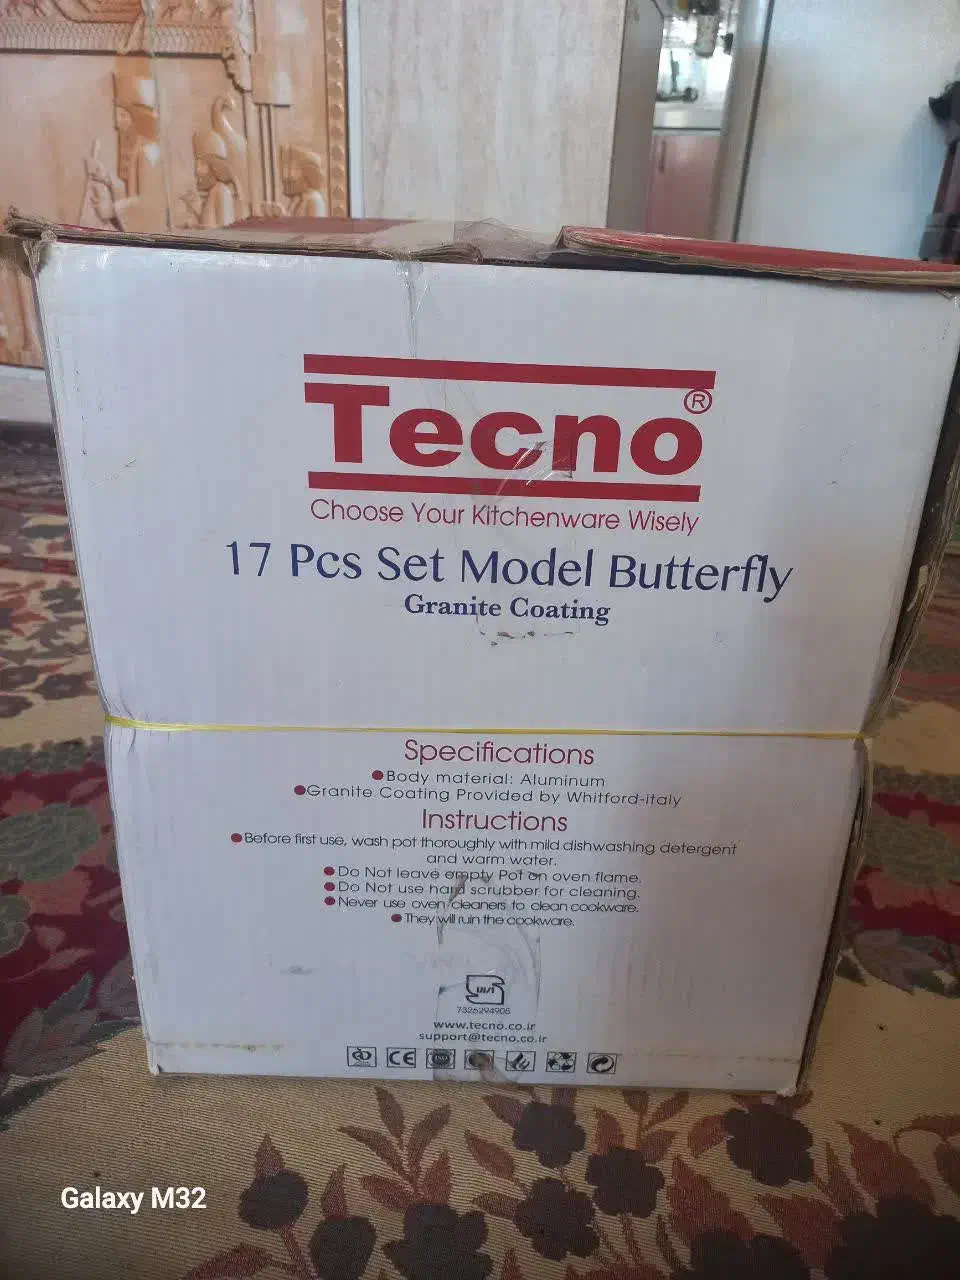 Tecno®
Choose Your Kitchenware Wisely
17 Pcs Set Model Butterfly
Granite Coating
Specifications
●Body material: Aluminum
●Granite Coating Provided by Whitford-italy
Instructions
●Before first use, wash pot thoroughly with mild dishwashing detergent
and warm water.
●Do Not leave empty Pot on oven flame.
●Do Not use hard scrubber for cleaning.
●Never use oven cleaners to clean cookware.
●They will ruin the cookware.
7326294905
www.tecno.co.ir
support@tecno.co.ir
CE ISO
Galaxy M32